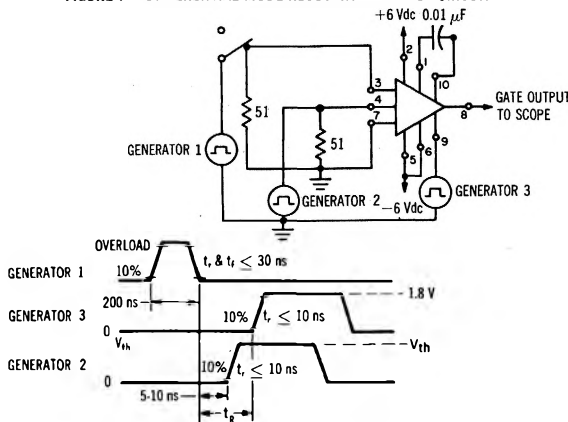 +6 Vdc 0.01 μF
2
1
10
3
4
7
8
GATE OUTPUT
TO SCOPE
51
51
5
6
9
GENERATOR 1
GENERATOR 2
GENERATOR 3
−6 Vdc
OVERLOAD
GENERATOR 1
10%
tr & tf ≤ 30 ns
200 ns
1.8 V
GENERATOR 3
10%
tr ≤ 10 ns
0
Vth
Vth
GENERATOR 2
10%
tr ≤ 10 ns
0
5-10 ns
tR